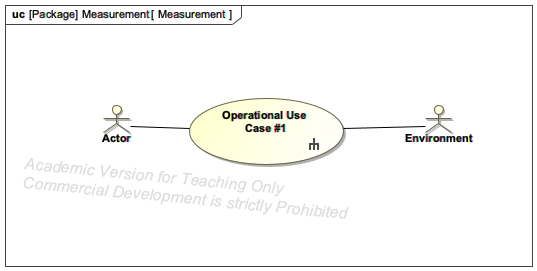 uc [Package] Measurement[ Measurement ]
Operational Use
Case #1
Actor
Environment
Academic Version for Teaching Only
Commercial Development is strictly Prohibited